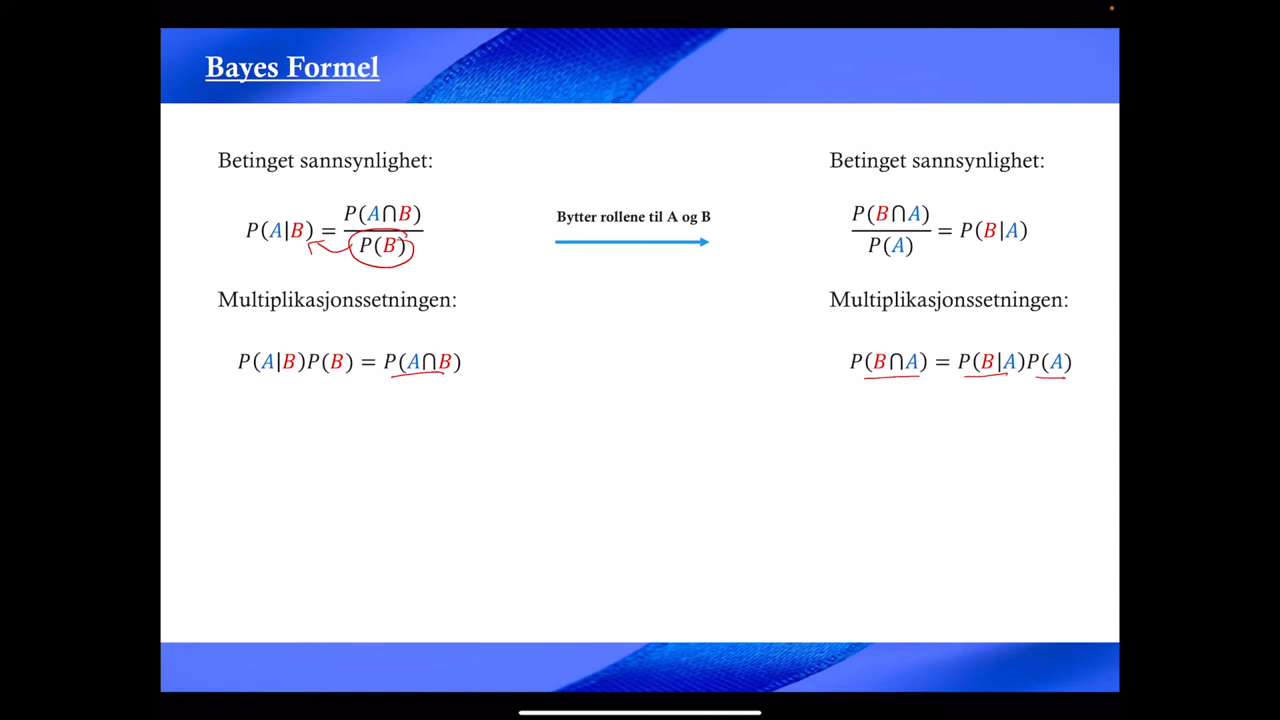 Bayes Formel
Betinget sannsynlighet:
P(A|B) = P(A⋂B) / P(B)
Bytter rollene til A og B
Betinget sannsynlighet:
P(B⋂A) / P(A) = P(B|A)
Multiplikasjonssetningen:
P(A|B)P(B) = P(A⋂B)
Multiplikasjonssetningen:
P(B⋂A) = P(B|A)P(A)